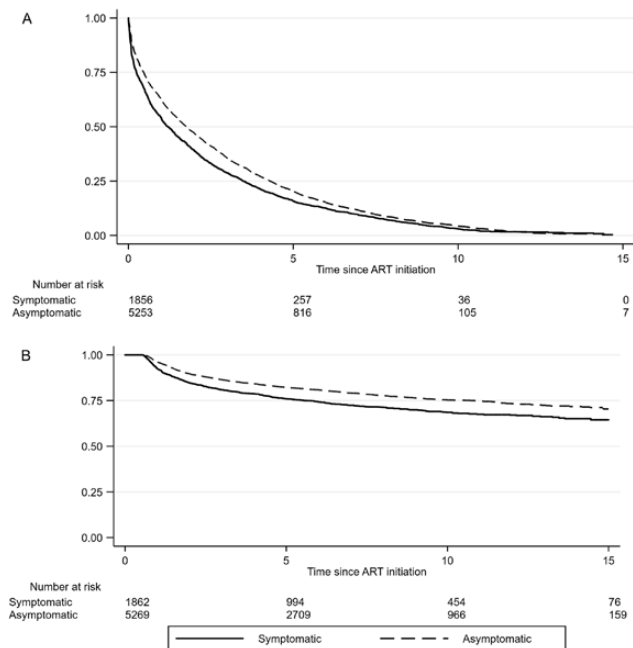 A
1.00
0.75
0.50
0.25
0.00
0 5 10 15
Time since ART initiation
Number at risk
Symptomatic 1856 257 36 0
Asymptomatic 5253 816 105 7
B
1.00
0.75
0.50
0.25
0.00
0 5 10 15
Time since ART initiation
Number at risk
Symptomatic 1862 994 454 76
Asymptomatic 5269 2709 966 159
Symptomatic Asymptomatic